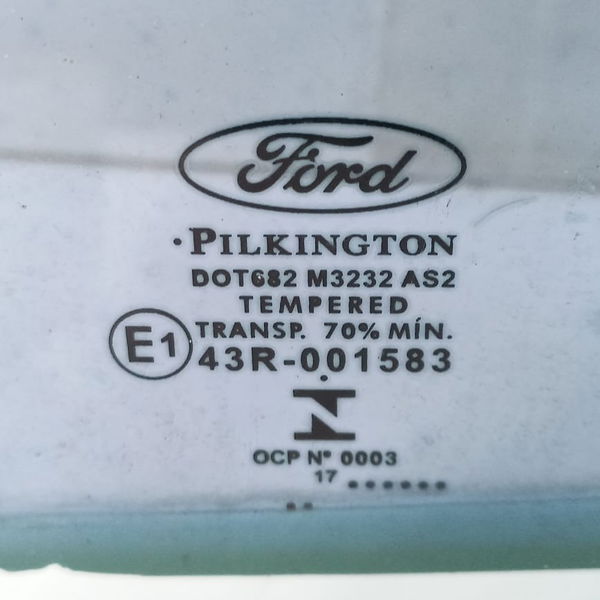 Ford
PILKINGTON
DOT682 M3232 AS2
TEMPERED
TRANSP. 70% MÍN.
E1
43R-001583
OCP Nº 0003
17